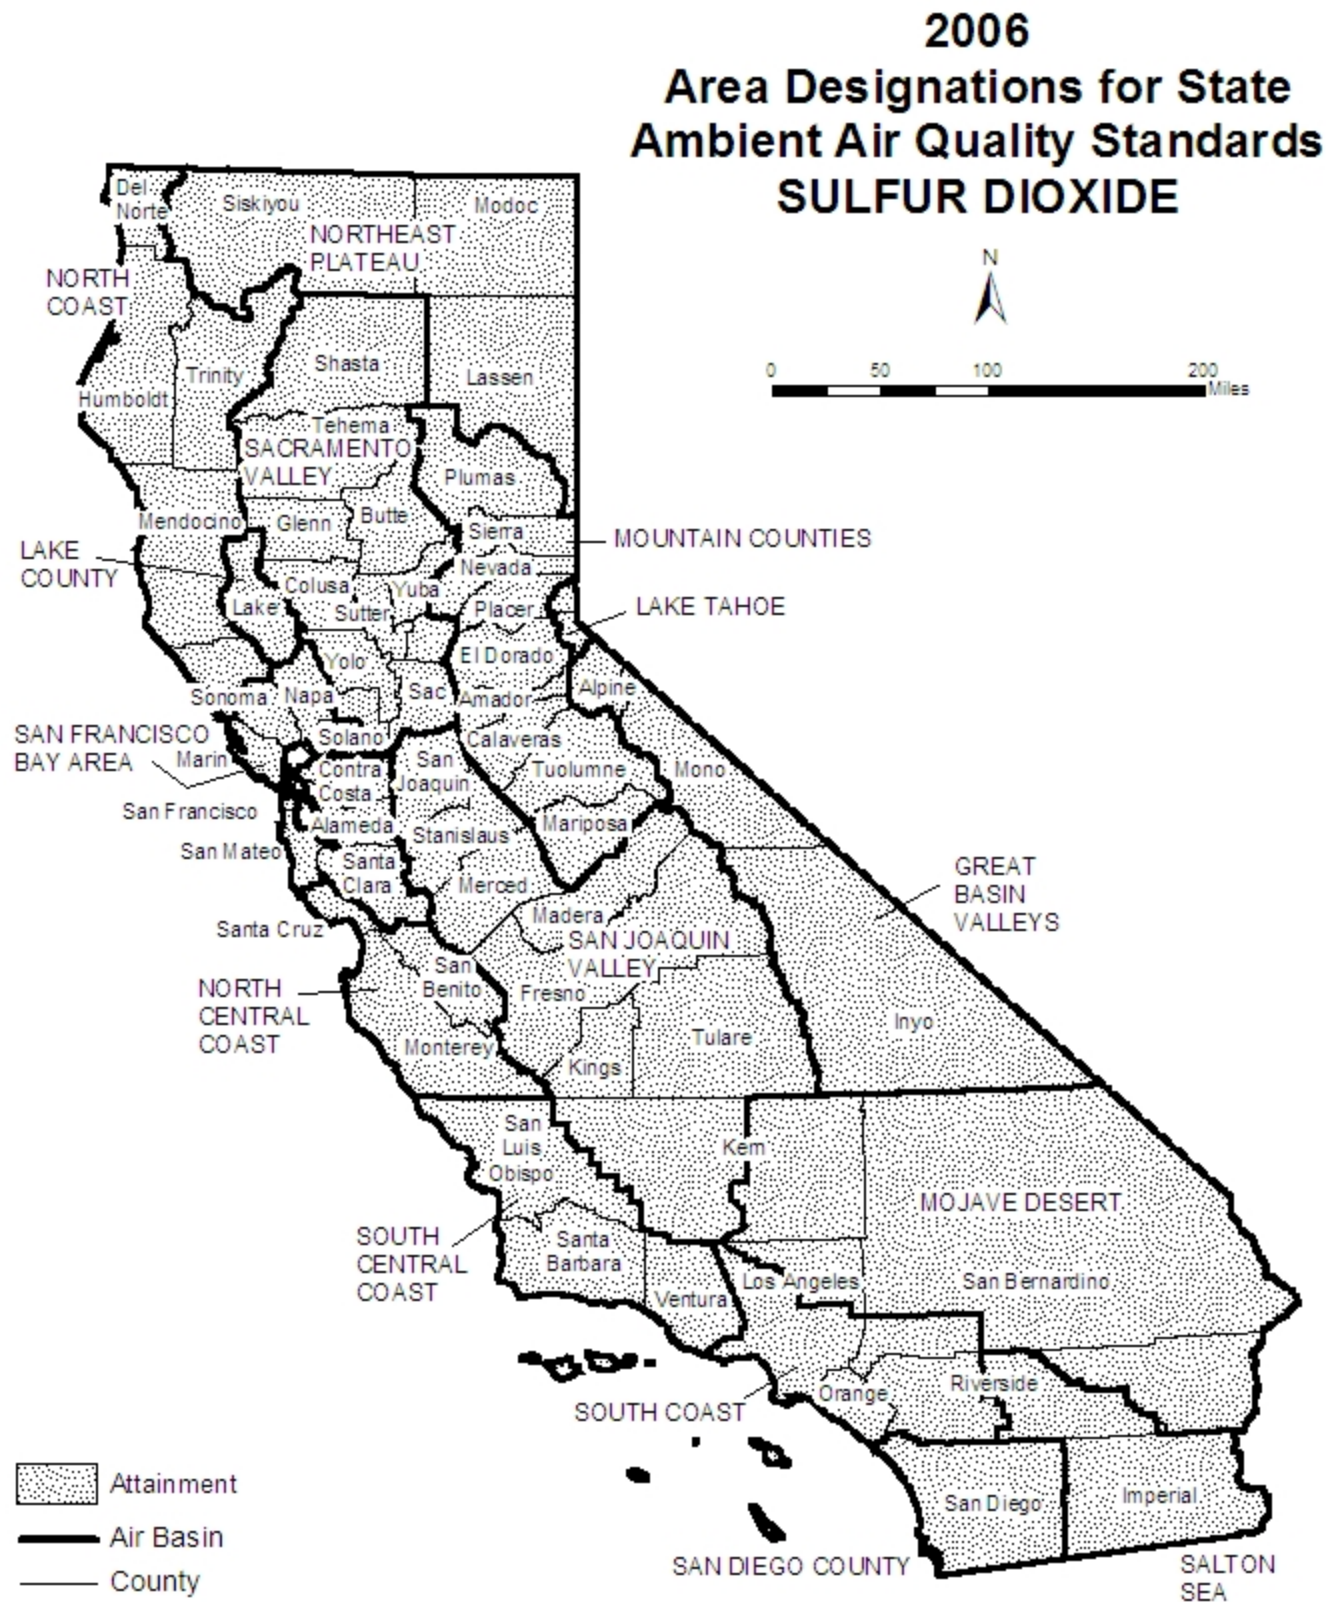 2006
Area Designations for State
Ambient Air Quality Standards
SULFUR DIOXIDE
N
0 50 100 200
Miles
Del
Norte
Siskiyou
Modoc
NORTHEAST
PLATEAU
NORTH
COAST
Shasta
Trinity
Lassen
Humboldt
Tehema
SACRAMENTO
VALLEY
Plumas
Mendocino
Glenn
Butte
Sierra
MOUNTAIN COUNTIES
LAKE
COUNTY
Nevada
Colusa
Yuba
Lake
Sutter
Placer
LAKE TAHOE
Yolo
El Dorado
Sonoma
Napa
Sac
Amador
Alpine
SAN FRANCISCO
BAY AREA
Marin
Solano
Calaveras
Contra
Costa
San
Joaquin
Tuolumne
Mono
San Francisco
Alameda
Stanislaus
Mariposa
San Mateo
Santa
Clara
Merced
GREAT
BASIN
VALLEYS
Santa Cruz
Madera
SAN JOAQUIN
VALLEY
San
Benito
Fresno
NORTH
CENTRAL
COAST
Inyo
Monterey
Kings
Tulare
San
Luis
Obispo
Kern
MOJAVE DESERT
SOUTH
CENTRAL
COAST
Santa
Barbara
Los Angeles
San Bernardino
Ventura
Orange
Riverside
SOUTH COAST
San Diego
Imperial
SAN DIEGO COUNTY
SALTON
SEA
Attainment
Air Basin
County